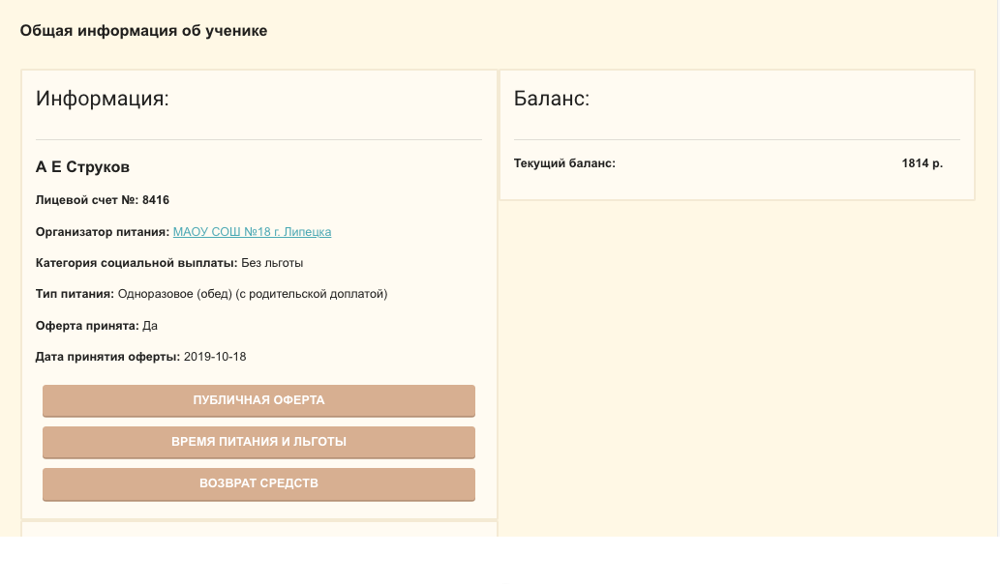 Общая информация об ученике
Информация:
А Е Струков
Лицевой счет №: 8416
Организатор питания: МАОУ СОШ №18 г. Липецка
Категория социальной выплаты: Без льготы
Тип питания: Одноразовое (обед) (с родительской доплатой)
Оферта принята: Да
Дата принятия оферты: 2019-10-18
ПУБЛИЧНАЯ ОФЕРТА
ВРЕМЯ ПИТАНИЯ И ЛЬГОТЫ
ВОЗВРАТ СРЕДСТВ
Баланс:
Текущий баланс: 1814 р.